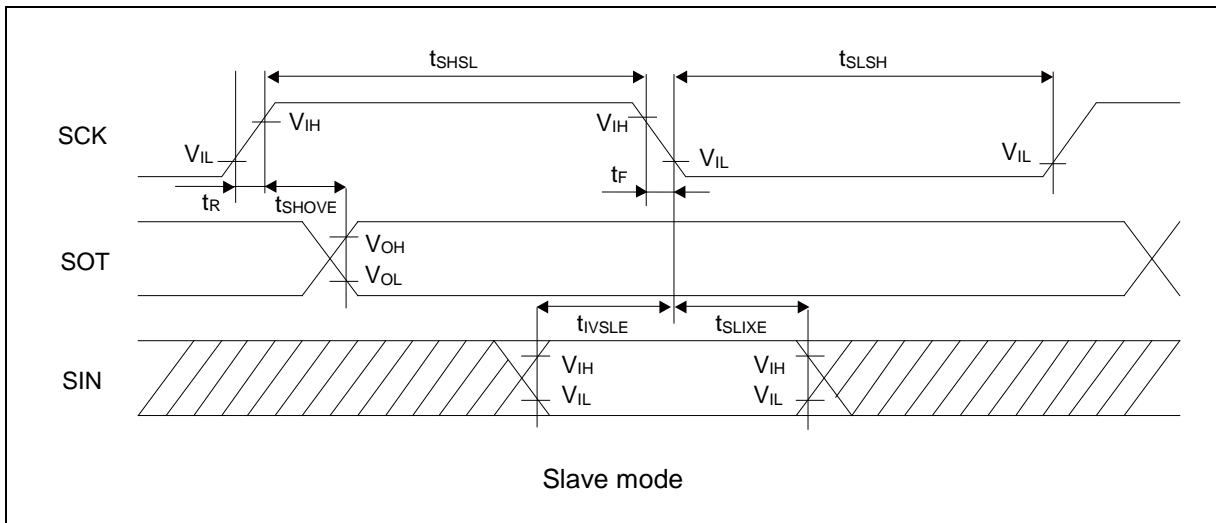 tSHSL
tSLSH
SCK
VIH
VIH
VIL
VIL
VIL
tF
tR
tSHOVE
SOT
VOH
VOL
tIVSLE
tSLIXE
SIN
VIH
VIH
VIL
VIL
Slave mode